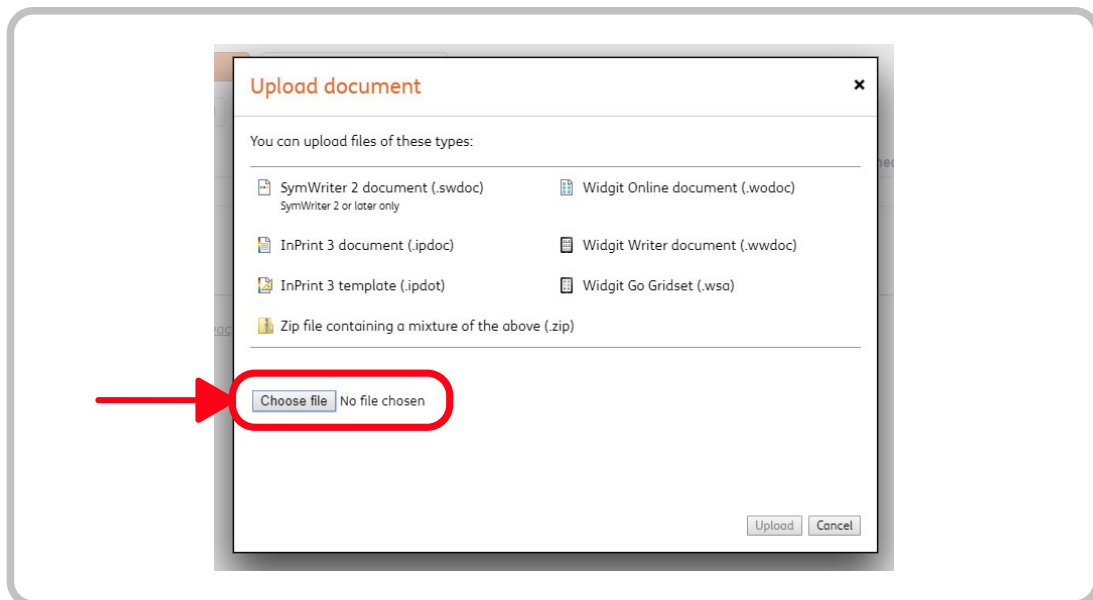 Upload document
×
You can upload files of these types:
SymWriter 2 document (.swdoc)
SymWriter 2 or later only
Widgit Online document (.wodoc)
InPrint 3 document (.ipdoc)
Widgit Writer document (.wwdoc)
InPrint 3 template (.ipdot)
Widgit Go Gridset (.wsa)
Zip file containing a mixture of the above (.zip)
Choose file No file chosen
Upload Cancel